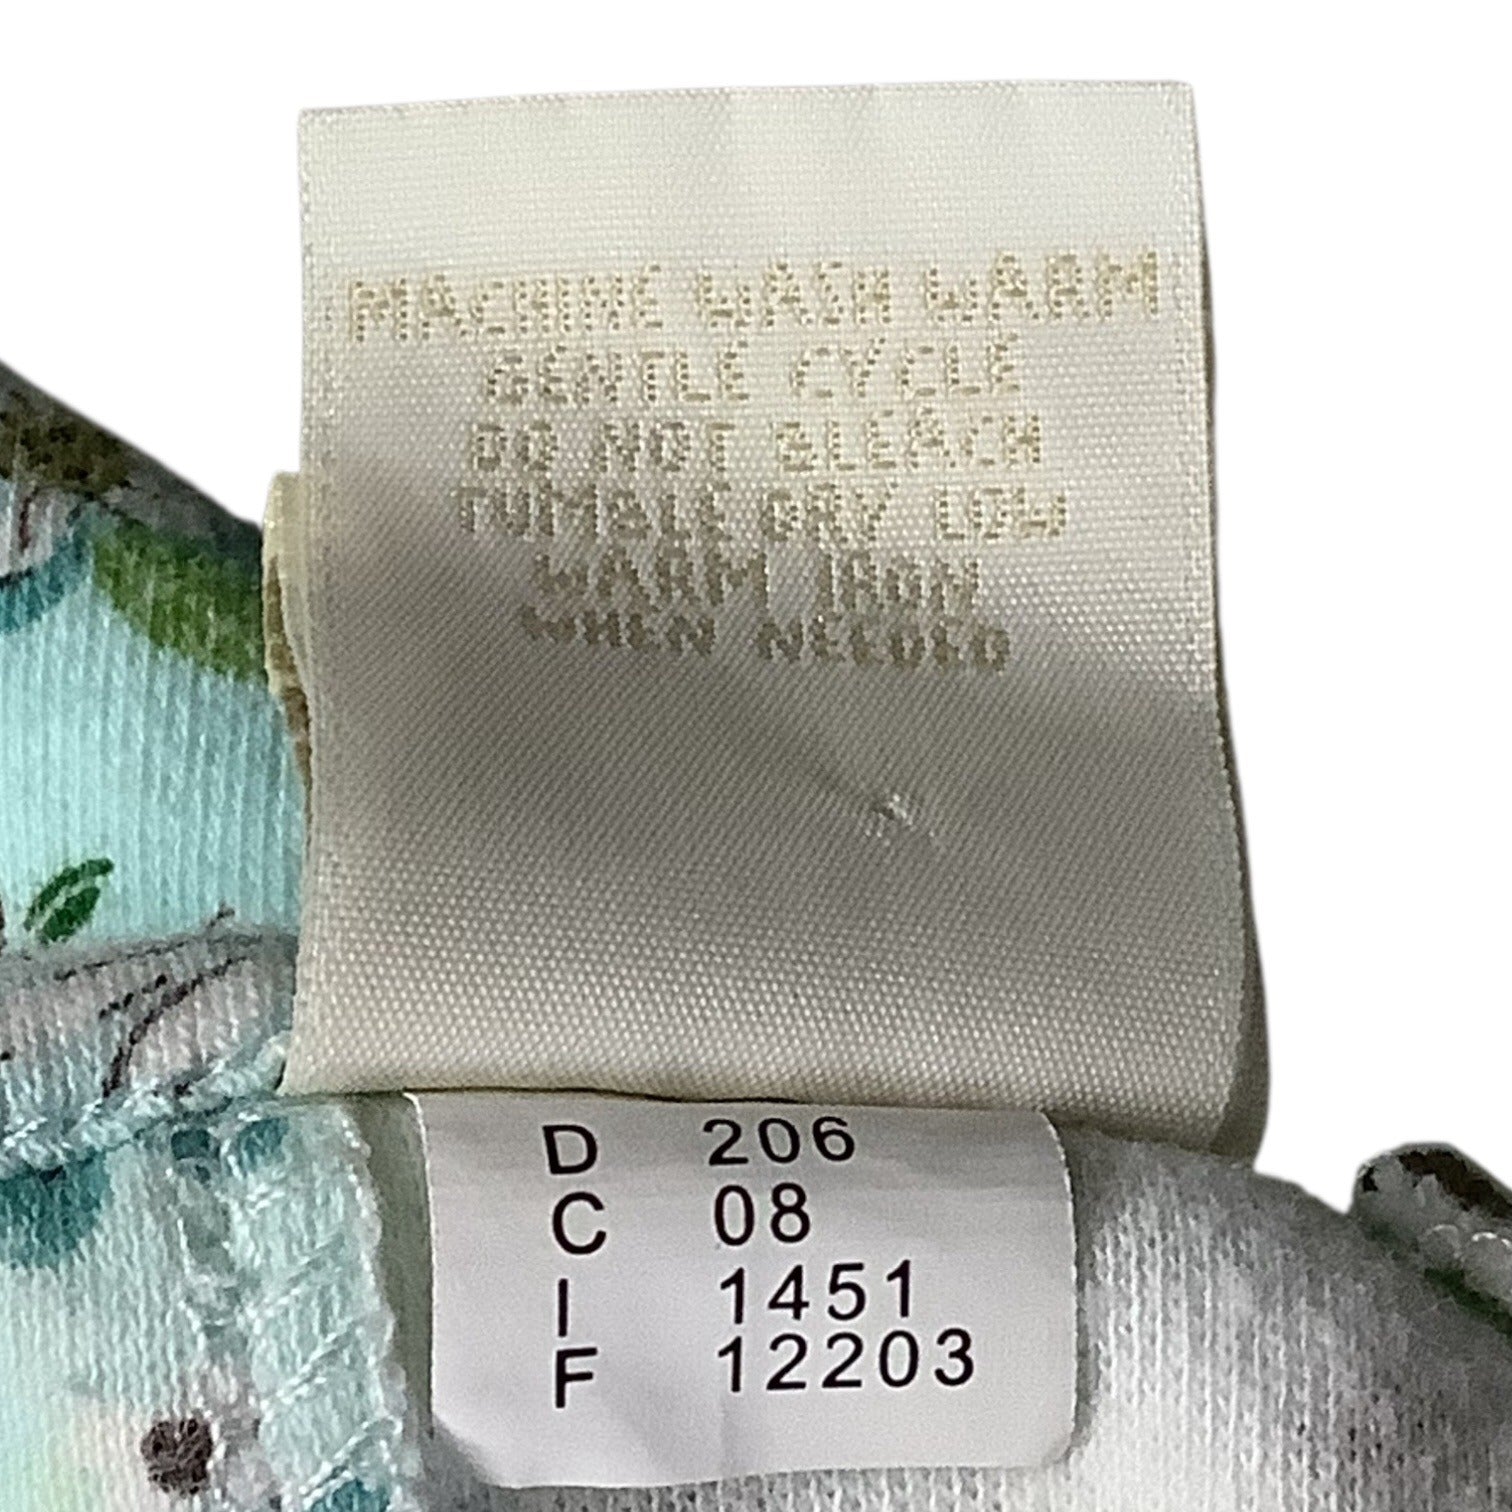 MACHINE WASH WARM
GENTLE CYCLE
DO NOT BLEACH
TUMBLE DRY LOW
WARM IRON
WHEN NEEDED
D 206
C 08
I 1451
F 12203